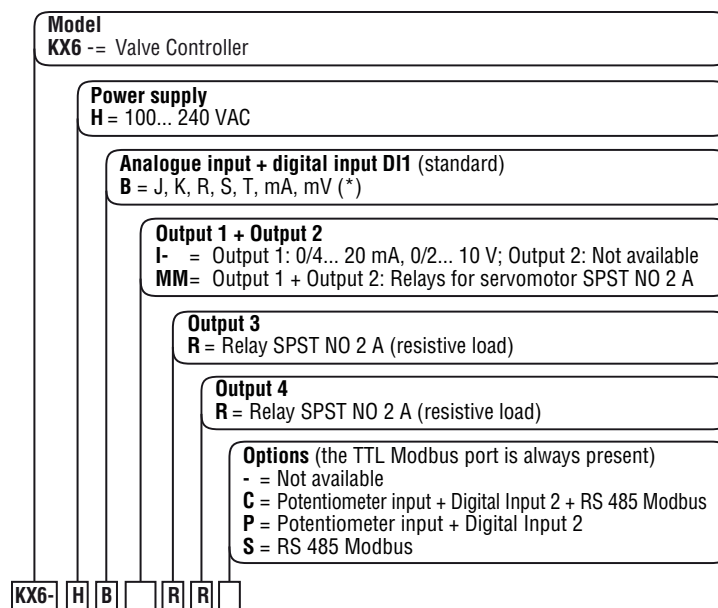 Model
KX6 -= Valve Controller
Power supply
H = 100... 240 VAC
Analogue input + digital input DI1 (standard)
B = J, K, R, S, T, mA, mV (*)
Output 1 + Output 2
I- = Output 1: 0/4... 20 mA, 0/2... 10 V; Output 2: Not available
MM= Output 1 + Output 2: Relays for servomotor SPST NO 2 A
Output 3
R = Relay SPST NO 2 A (resistive load)
Output 4
R = Relay SPST NO 2 A (resistive load)
Options (the TTL Modbus port is always present)
- = Not available
C = Potentiometer input + Digital Input 2 + RS 485 Modbus
P = Potentiometer input + Digital Input 2
S = RS 485 Modbus
KX6- H B R R